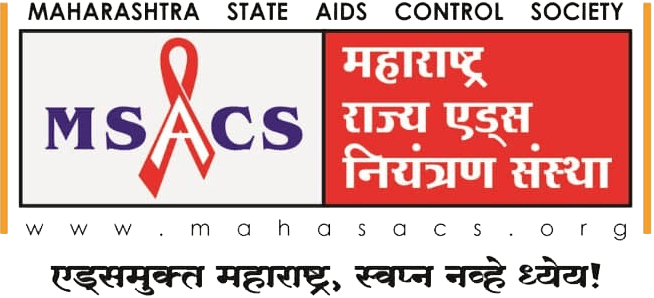 MAHARASHTRA STATE AIDS CONTROL SOCIETY
MSACS
महाराष्ट्र
राज्य एड्स
नियंत्रण संस्था
www.mahasacs.org
एड्समुक्त महाराष्ट्र, स्वप्न नव्हे ध्येय!